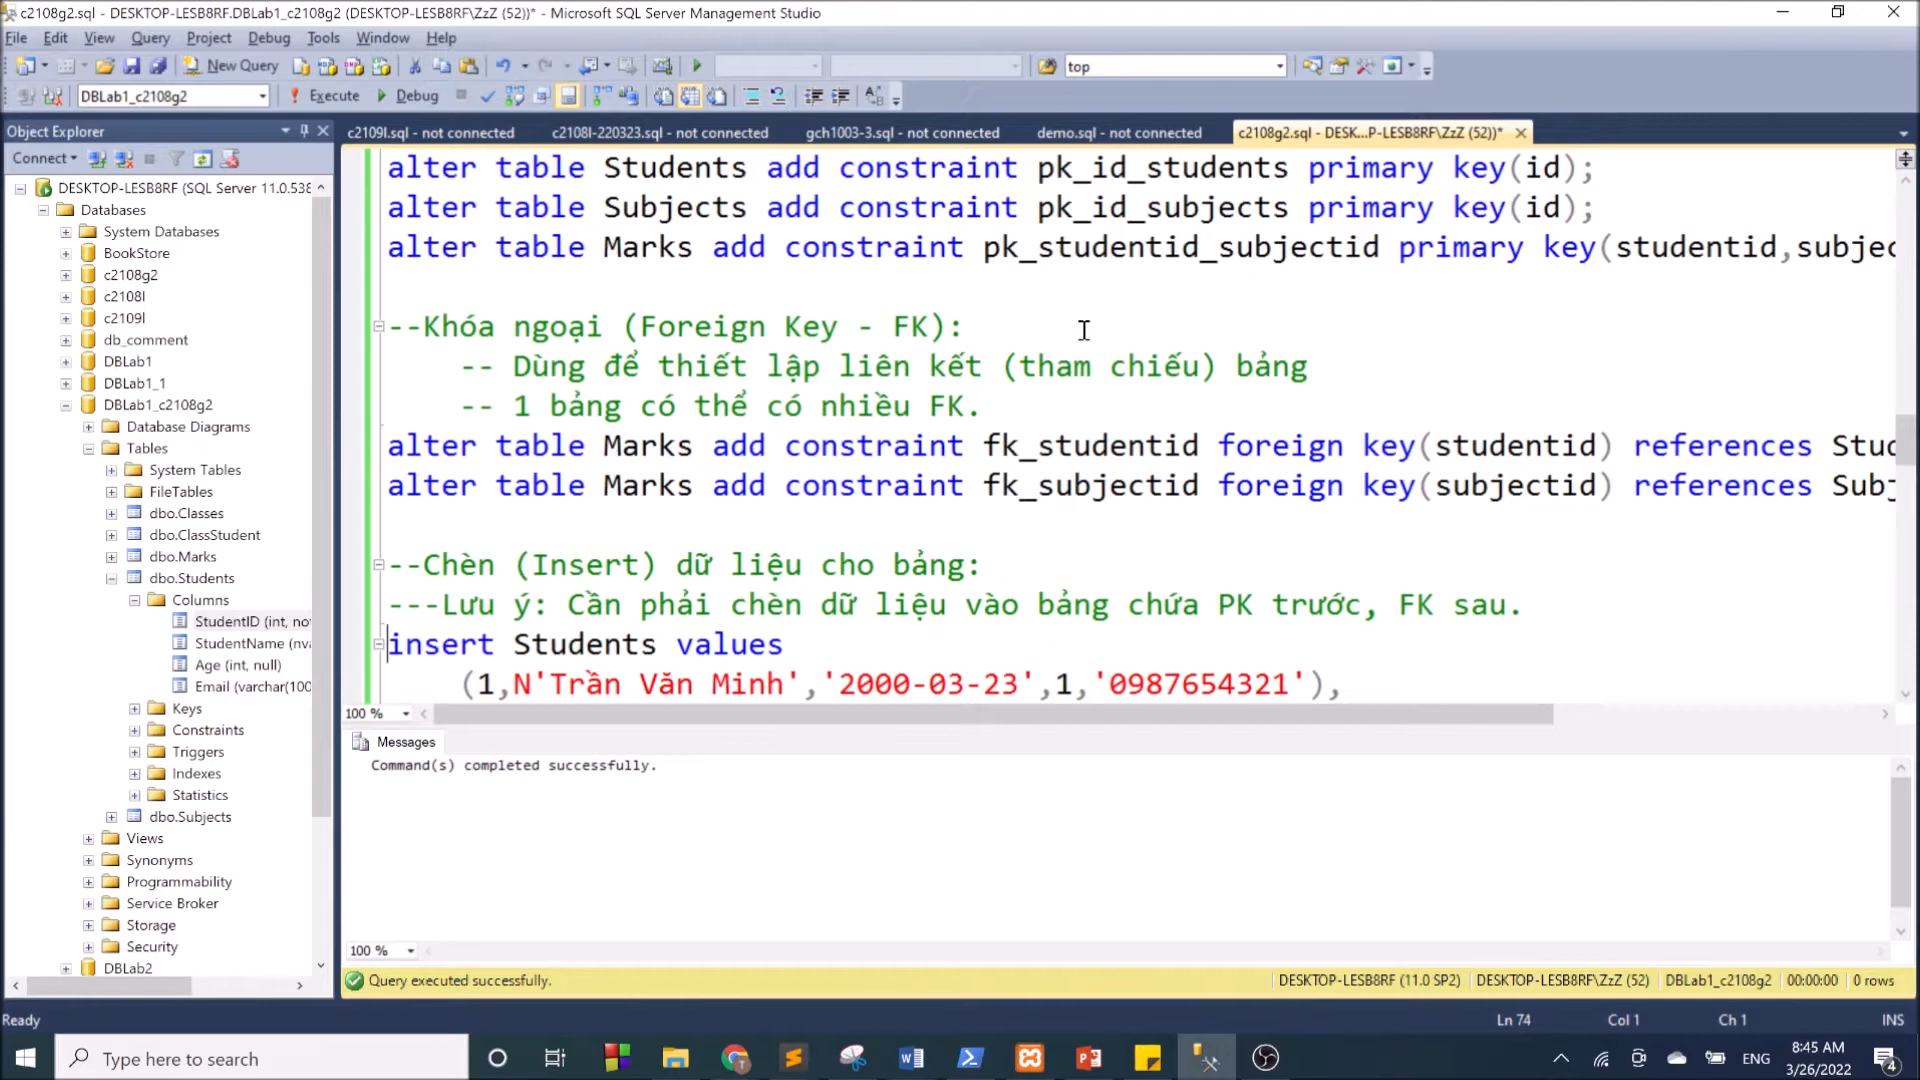 c2108g2.sql - DESKTOP-LESB8RF.DBLab1_c2108g2 (DESKTOP-LESB8RF\ZzZ (52))* - Microsoft SQL Server Management Studio
File Edit View Query Project Debug Tools Window Help
New Query top
DBLab1_c2108g2 Execute Debug
Object Explorer
Connect
DESKTOP-LESB8RF (SQL Server 11.0.538
Databases
System Databases
BookStore
c2108g2
c2108l
c2109l
db_comment
DBLab1
DBLab1_1
DBLab1_c2108g2
Database Diagrams
Tables
System Tables
FileTables
dbo.Classes
dbo.ClassStudent
dbo.Marks
dbo.Students
Columns
StudentID (int, no
StudentName (nva
Age (int, null)
Email (varchar(100
Keys
Constraints
Triggers
Indexes
Statistics
dbo.Subjects
Views
Synonyms
Programmability
Service Broker
Storage
Security
DBLab2
c2109l.sql - not connected c2108l-220323.sql - not connected gch1003-3.sql - not connected demo.sql - not connected c2108g2.sql - DESK...P-LESB8RF\ZzZ (52))*
alter table Students add constraint pk_id_students primary key(id);
alter table Subjects add constraint pk_id_subjects primary key(id);
alter table Marks add constraint pk_studentid_subjectid primary key(studentid,subjec
--Khóa ngoại (Foreign Key - FK):
-- Dùng để thiết lập liên kết (tham chiếu) bảng
-- 1 bảng có thể có nhiều FK.
alter table Marks add constraint fk_studentid foreign key(studentid) references Stud
alter table Marks add constraint fk_subjectid foreign key(subjectid) references Subj
--Chèn (Insert) dữ liệu cho bảng:
---Lưu ý: Cần phải chèn dữ liệu vào bảng chứa PK trước, FK sau.
insert Students values
(1,N'Trần Văn Minh','2000-03-23',1,'0987654321'),
100 %
Messages
Command(s) completed successfully.
100 %
Query executed successfully. DESKTOP-LESB8RF (11.0 SP2) DESKTOP-LESB8RF\ZzZ (52) DBLab1_c2108g2 00:00:00 0 rows
Ready Ln 74 Col 1 Ch 1 INS
Type here to search
ENG
8:45 AM
3/26/2022
4